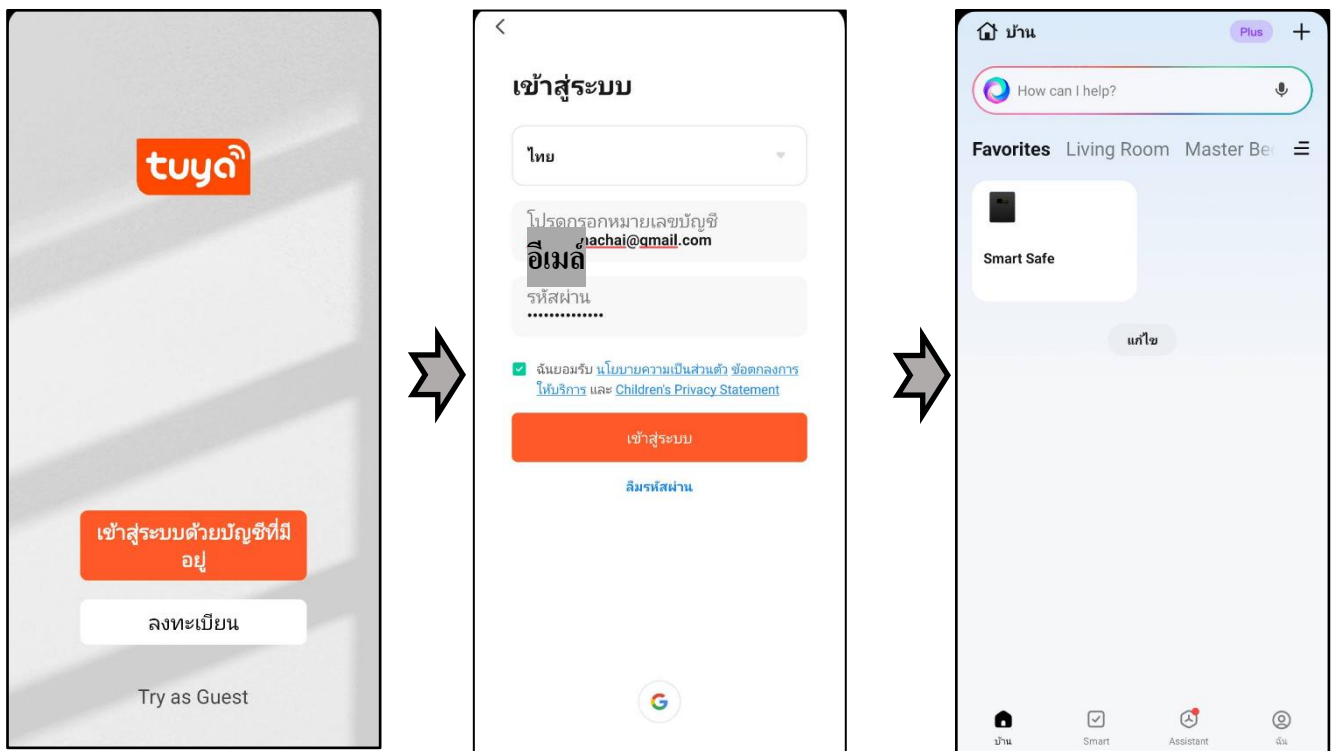 tuya
เข้าสู่ระบบด้วยบัญชีที่มี
อยู่
ลงทะเบียน
Try as Guest
เข้าสู่ระบบ
ไทย
โปรดกรอกหมายเลขบัญชี
hachai@gmail.com
อีเมล์
รหัสผ่าน
ฉันยอมรับ นโยบายความเป็นส่วนตัว ข้อตกลงการ
ให้บริการ และ Children's Privacy Statement
เข้าสู่ระบบ
ลืมรหัสผ่าน
G
บ้าน
Plus
How can I help?
Favorites Living Room Master Be
Smart Safe
แก้ไข
บ้าน Smart Assistant ฉัน